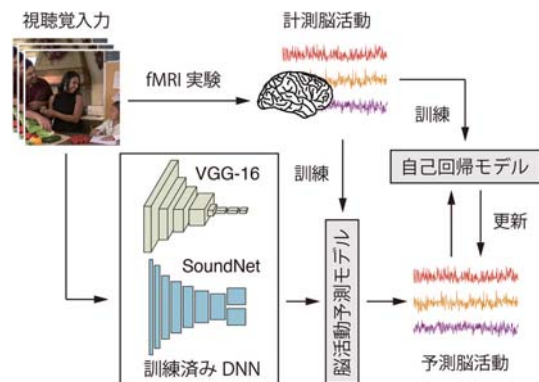 視聴覚入力
計測脳活動
fMRI 実験
訓練
訓練
自己回帰モデル
更新
VGG-16
SoundNet
訓練済み DNN
脳活動予測モデル
予測脳活動